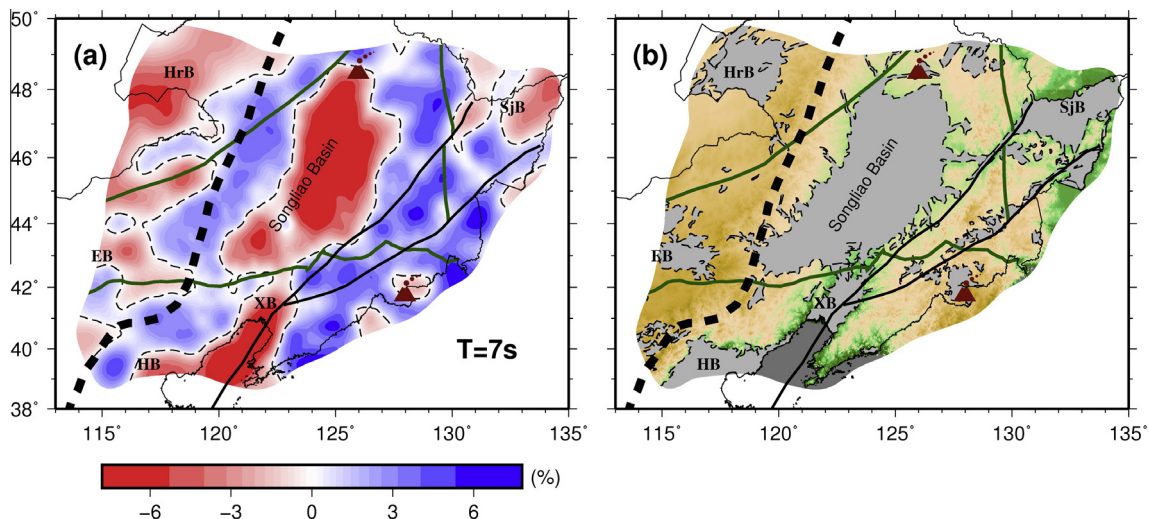 50°
48°
46°
44°
42°
40°
38°
(a)
HrB
SjB
Songliao Basin
EB
XB
HB
T=7s
115°
120°
125°
130°
135°
(b)
HrB
SjB
Songliao Basin
EB
XB
HB
115°
120°
125°
130°
135°
(%)
−6
−3
0
3
6